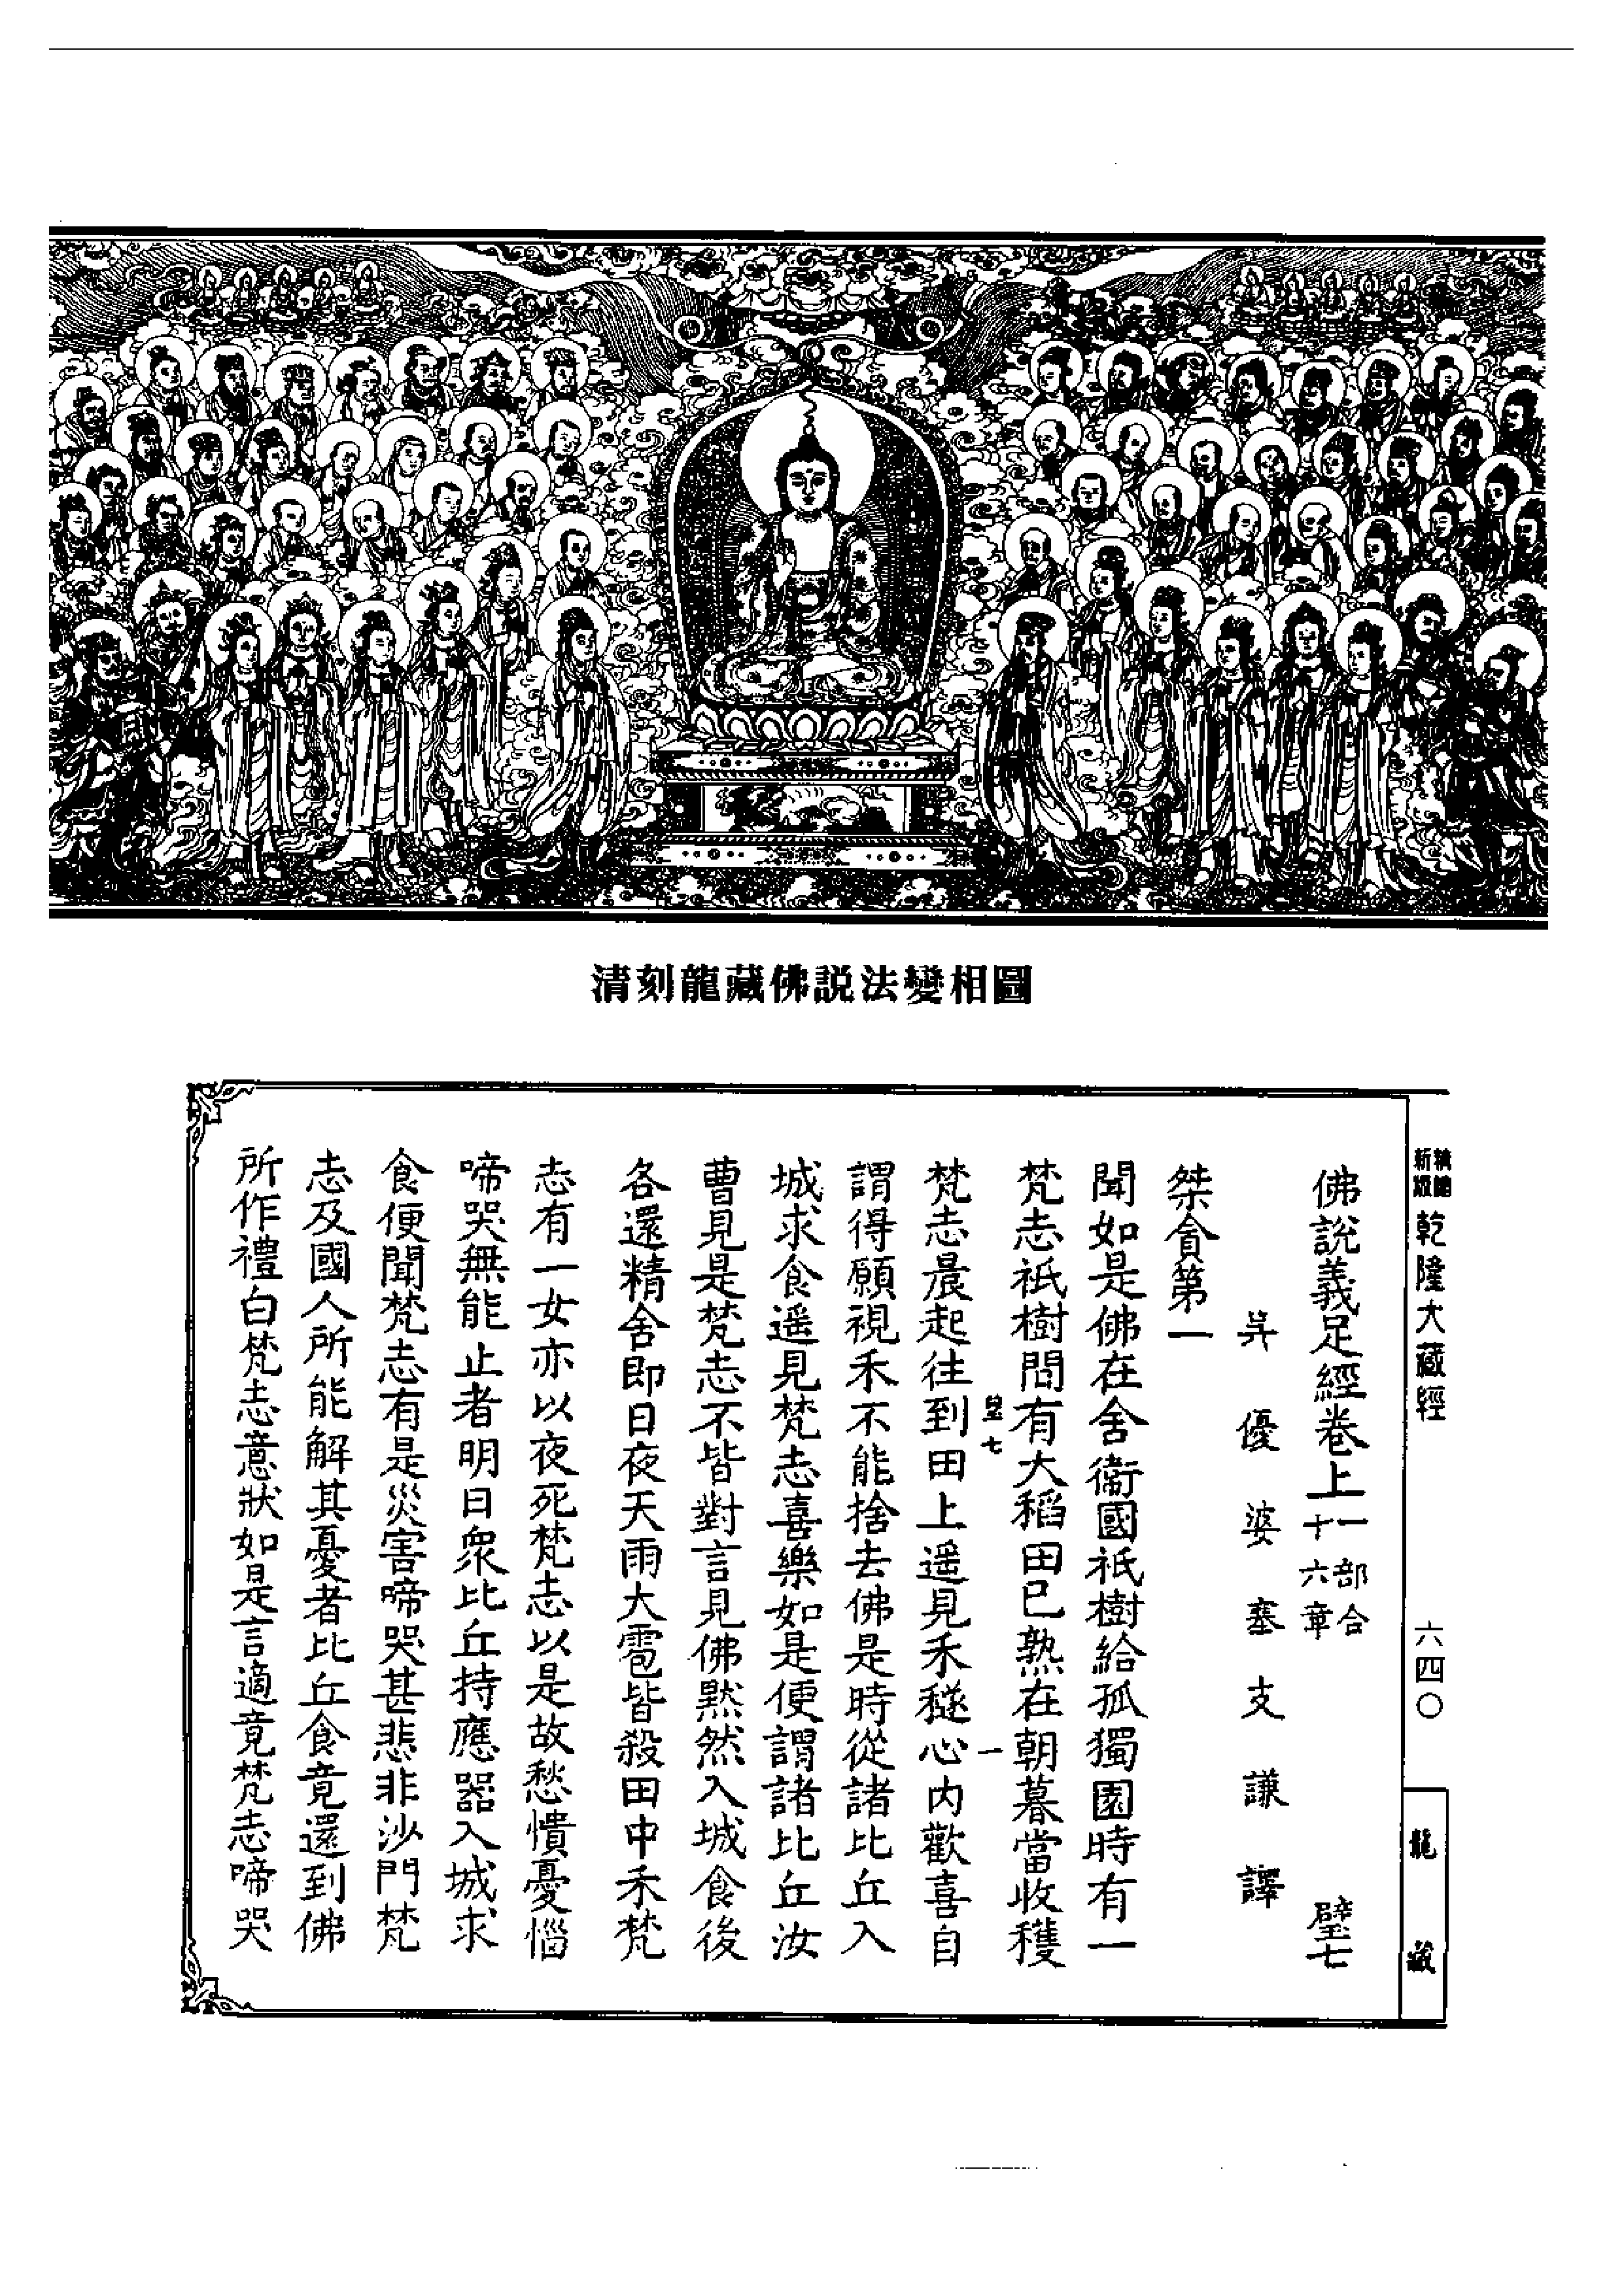 清刻龍藏佛説法變相圖
新編縮版 乾隆大藏經
六四〇
龍藏
佛說義足經卷上 一部合十六章 璧七
吳優婆塞支謙譯
桀貪第一
聞如是佛在舍衞國祇樹給孤獨園時有一
梵志祇樹間有大稻田已熟在朝暮當收穫
璧七 一
梵志晨起往到田上遥見禾穟心内歡喜自
謂得願視禾不能捨去佛是時從諸比丘入
城求食遥見梵志喜樂如是便謂諸比丘汝
曹見是梵志不皆對言見佛黙然入城食後
各還精舍即日夜天雨大雹皆殺田中禾梵
志有一女亦以夜死梵志以是故愁憒憂惱
啼哭無能止者明日衆比丘持應器入城求
食便聞梵志有是災害啼哭甚悲非沙門梵
志及國人所能解其憂者比丘食竟還到佛
所作禮白梵志意狀如是言適竟梵志啼哭